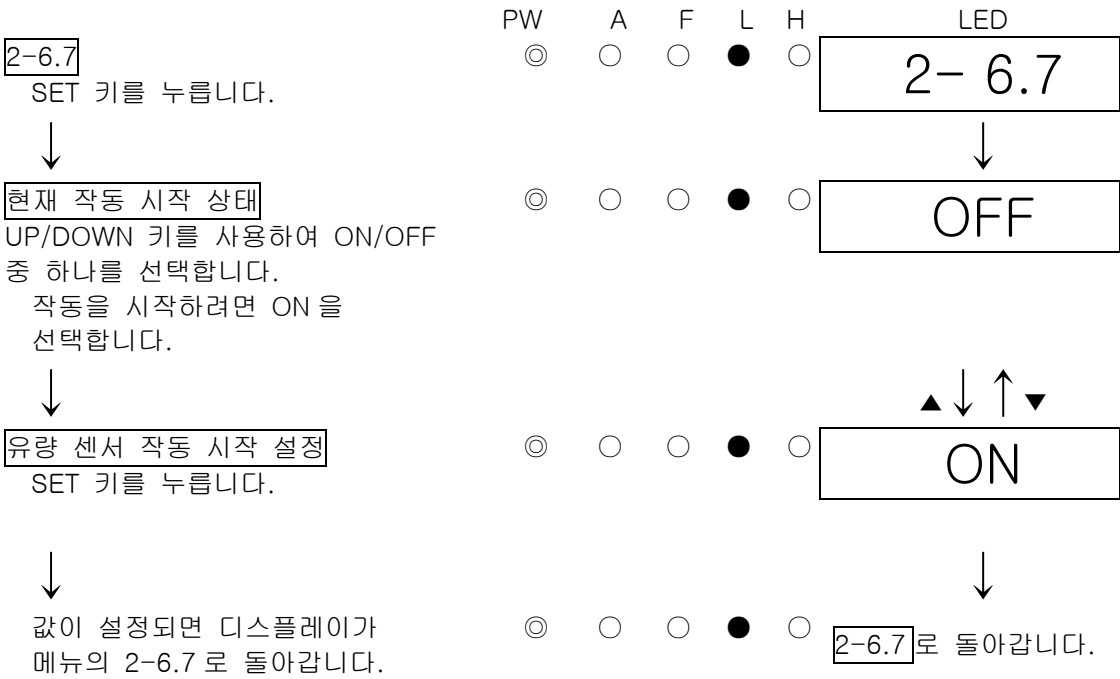 PW A F L H LED
2-6.7 ◎ ○ ○ ● ○ 2- 6.7
SET 키를 누릅니다.
↓ ↓
현재 작동 시작 상태 ◎ ○ ○ ● ○ OFF
UP/DOWN 키를 사용하여 ON/OFF
중 하나를 선택합니다.
작동을 시작하려면 ON 을
선택합니다.
↓ ▲↓↑▼
유량 센서 작동 시작 설정 ◎ ○ ○ ● ○ ON
SET 키를 누릅니다.
↓ ↓
값이 설정되면 디스플레이가 ◎ ○ ○ ● ○ 2-6.7 로 돌아갑니다.
메뉴의 2-6.7 로 돌아갑니다.